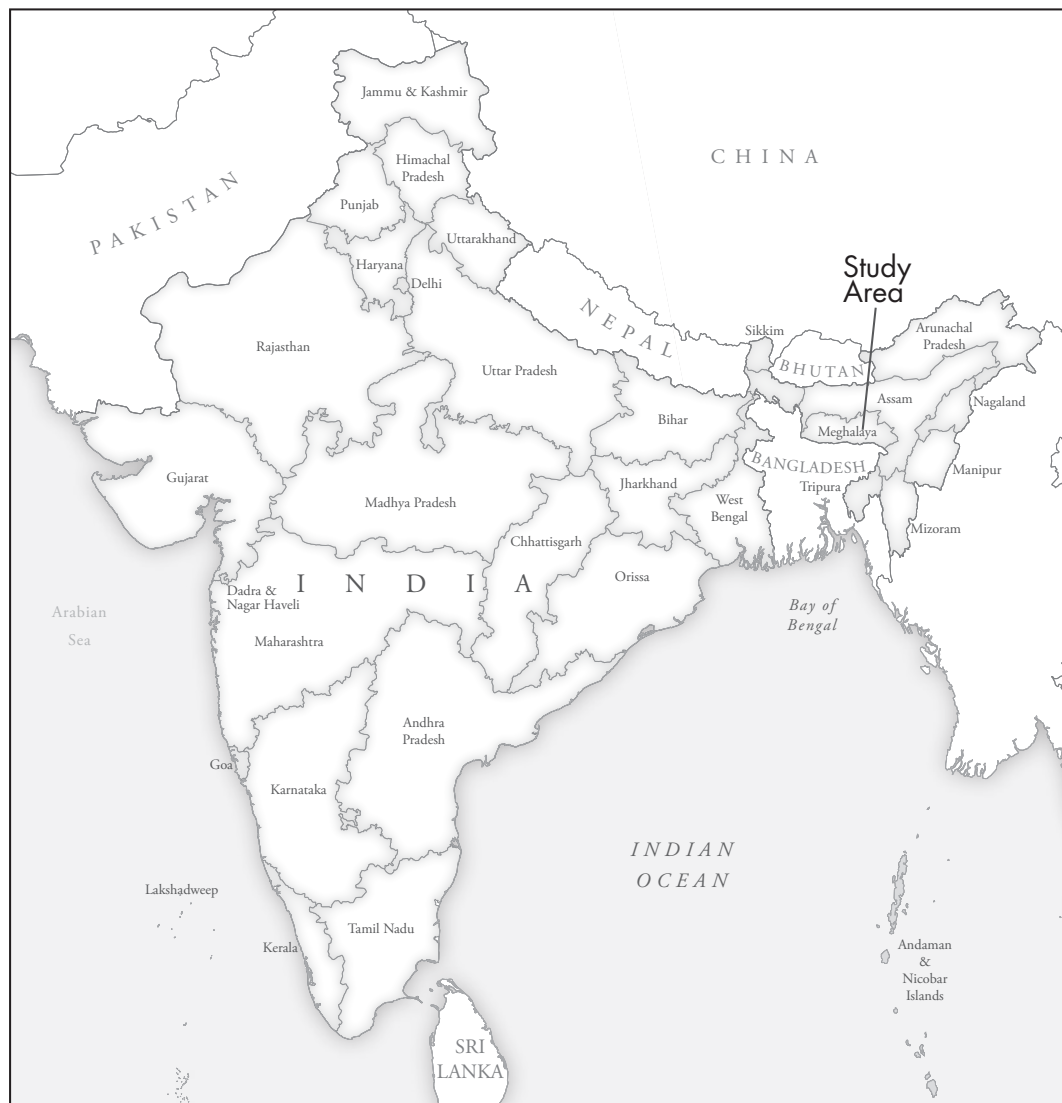 Jammu & Kashmir
CHINA
Himachal
Pradesh
PAKISTAN
Punjab
Uttarakhand
Haryana
Delhi
Study
Area
NEPAL
Sikkim
Arunachal
Pradesh
Rajasthan
BHUTAN
Uttar Pradesh
Assam
Nagaland
Bihar
Meghalaya
BANGLADESH
Manipur
Gujarat
Jharkhand
Tripura
Madhya Pradesh
West
Bengal
Mizoram
Chhattisgarh
INDIA
Orissa
Dadra &
Nagar Haveli
Arabian
Sea
Bay of
Bengal
Maharashtra
Andhra
Pradesh
Goa
Karnataka
INDIAN
OCEAN
Lakshadweep
Tamil Nadu
Kerala
Andaman
&
Nicobar
Islands
SRI
LANKA